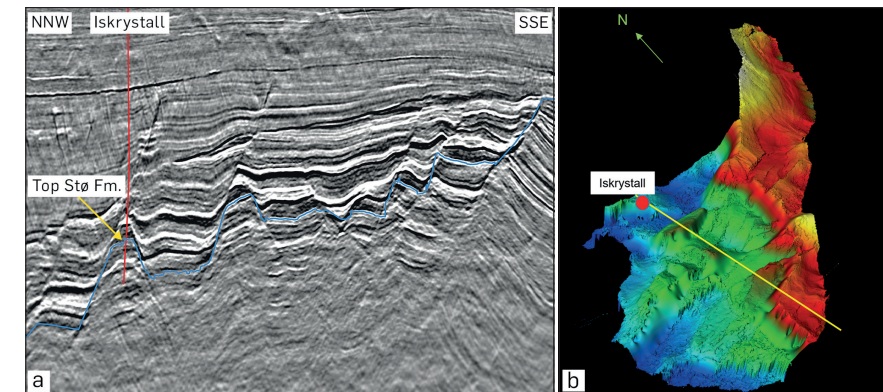 NNW
Iskrystall
SSE
Top Stø Fm.
a
N
Iskrystall
b